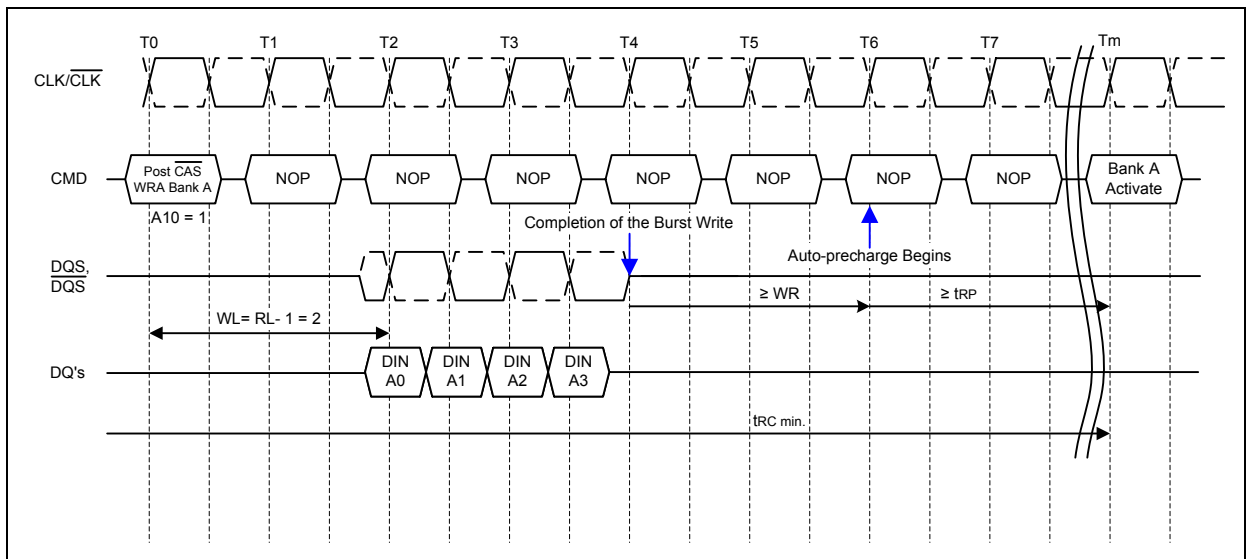 T0 T1 T2 T3 T4 T5 T6 T7 Tm
CLK/CLK
CMD
Post CAS
WRA Bank A
NOP NOP NOP NOP NOP NOP NOP
Bank A
Activate
A10 = 1
Completion of the Burst Write
Auto-precharge Begins
DQS,
DQS
≥ WR ≥ tRP
WL= RL- 1 = 2
DQ's
DIN
A0
DIN
A1
DIN
A2
DIN
A3
tRC min.